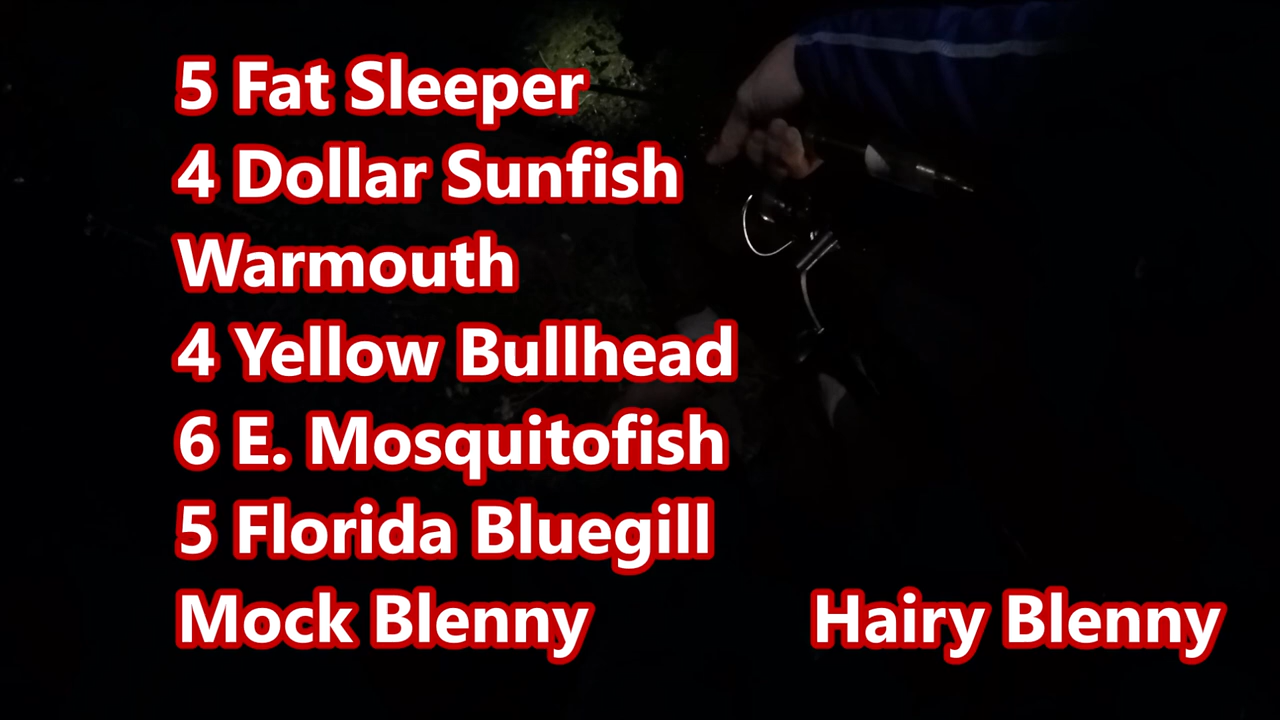 5 Fat Sleeper
4 Dollar Sunfish
Warmouth
4 Yellow Bullhead
6 E. Mosquitofish
5 Florida Bluegill
Mock Blenny
Hairy Blenny